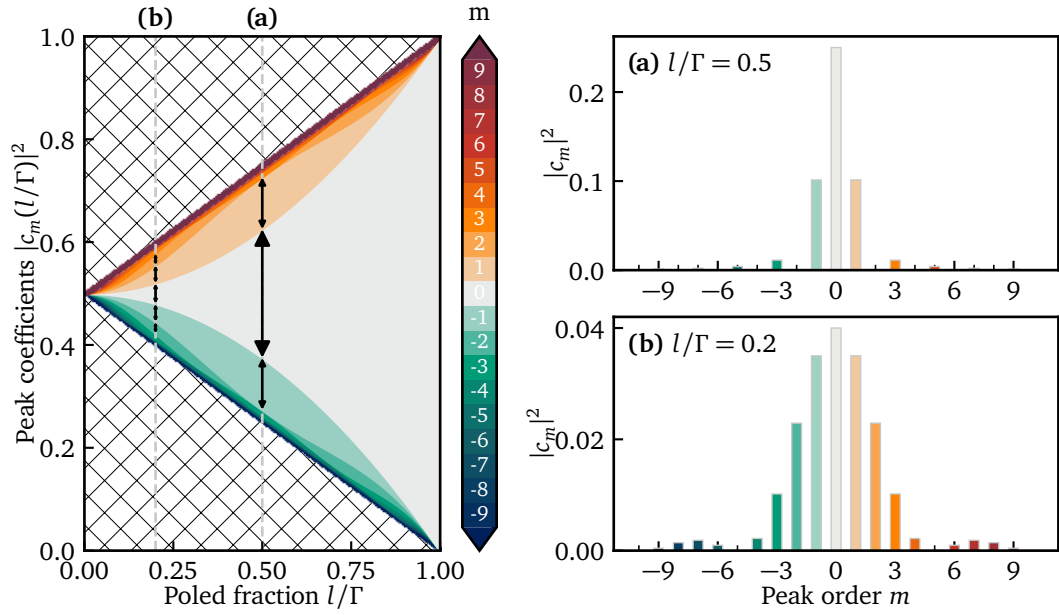 (b) (a)
m
1.0
0.8
0.6
0.4
0.2
0.0
Peak coefficients |c_m(l/Γ)|²
0.00 0.25 0.50 0.75 1.00
Poled fraction l/Γ
9
8
7
6
5
4
3
2
1
0
-1
-2
-3
-4
-5
-6
-7
-8
-9
(a) l/Γ = 0.5
0.2
0.1
0.0
|c_m|²
−9 −6 −3 0 3 6 9
(b) l/Γ = 0.2
0.04
0.02
0.00
|c_m|²
−9 −6 −3 0 3 6 9
Peak order m